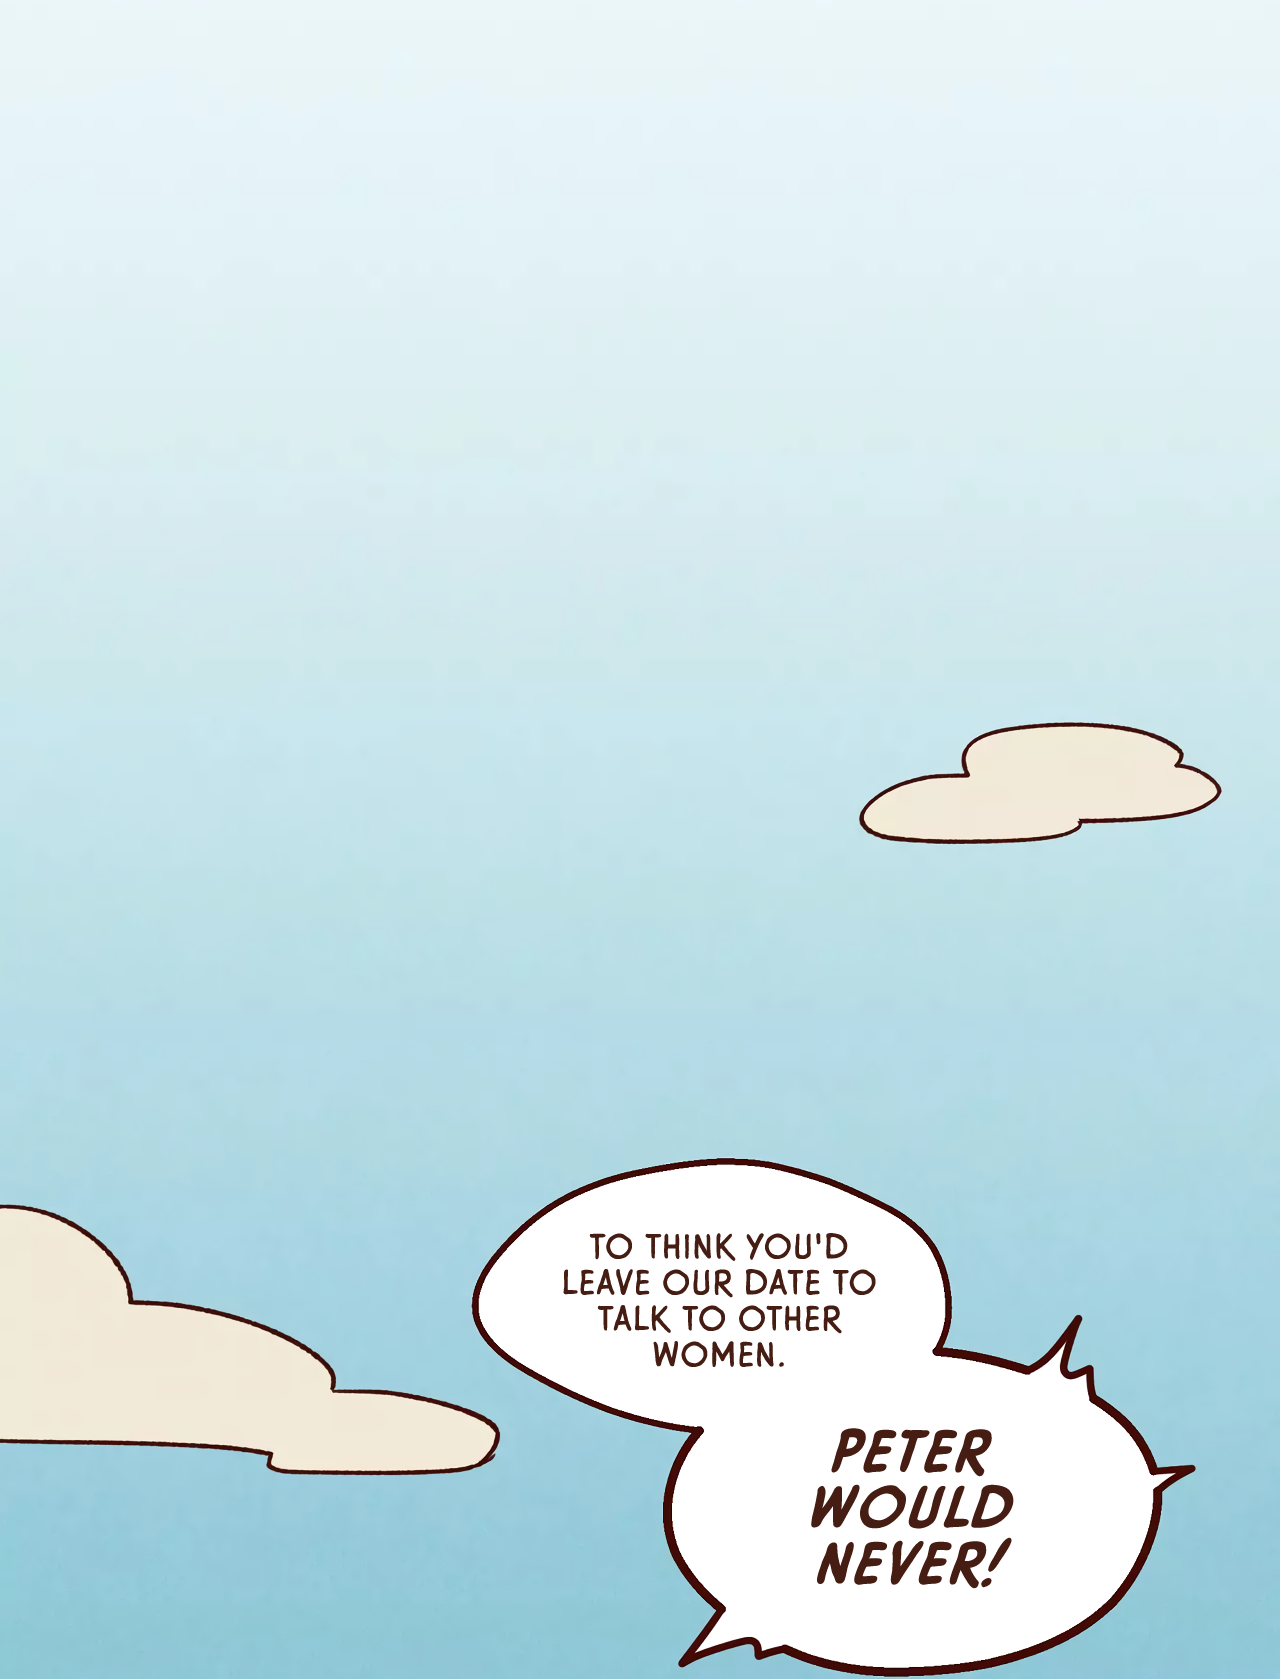 TO THINK YOU'D
LEAVE OUR DATE TO
TALK TO OTHER
WOMEN.
PETER
WOULD
NEVER!